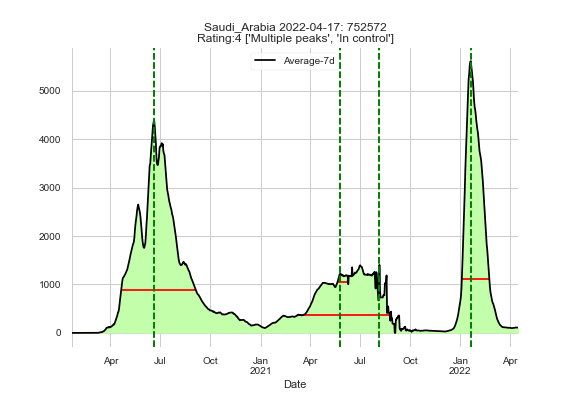 Saudi_Arabia 2022-04-17: 752572
Rating:4 ['Multiple peaks', 'In control']
Average-7d
5000
4000
3000
2000
1000
0
Apr Jul Oct Jan Apr Jul Oct Jan Apr
2021 2022
Date